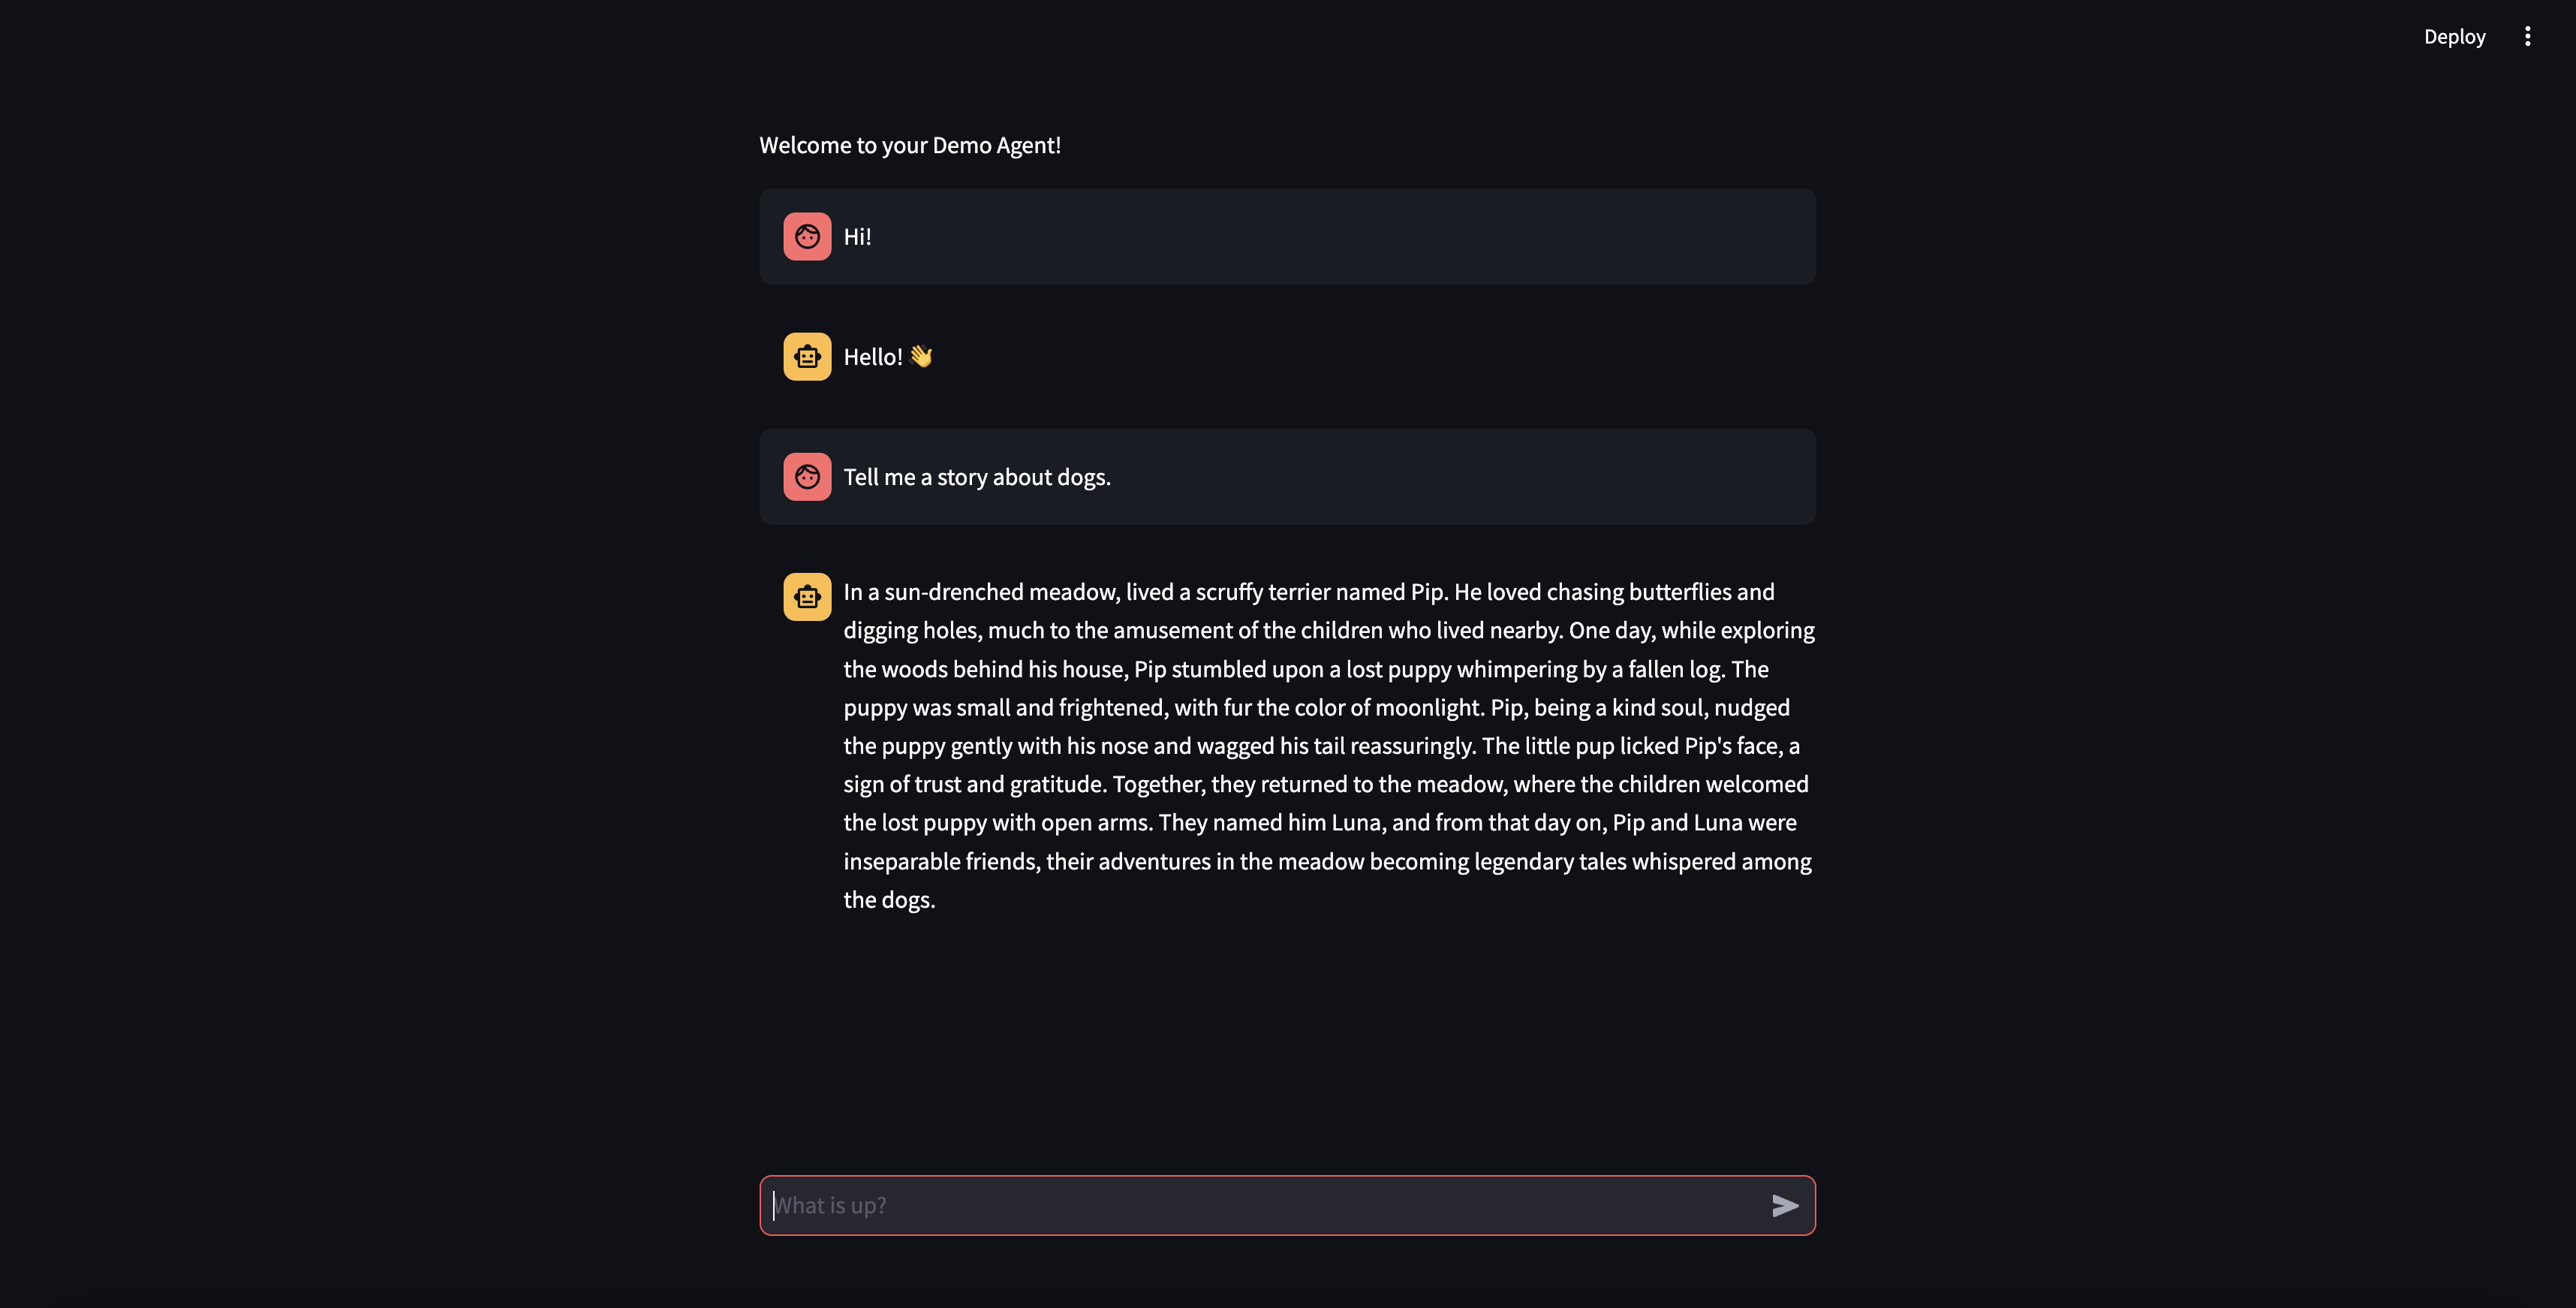 Deploy
Welcome to your Demo Agent!
Hi!
Hello! 👋
Tell me a story about dogs.
In a sun-drenched meadow, lived a scruffy terrier named Pip. He loved chasing butterflies and
digging holes, much to the amusement of the children who lived nearby. One day, while exploring
the woods behind his house, Pip stumbled upon a lost puppy whimpering by a fallen log. The
puppy was small and frightened, with fur the color of moonlight. Pip, being a kind soul, nudged
the puppy gently with his nose and wagged his tail reassuringly. The little pup licked Pip's face, a
sign of trust and gratitude. Together, they returned to the meadow, where the children welcomed
the lost puppy with open arms. They named him Luna, and from that day on, Pip and Luna were
inseparable friends, their adventures in the meadow becoming legendary tales whispered among
the dogs.
What is up?